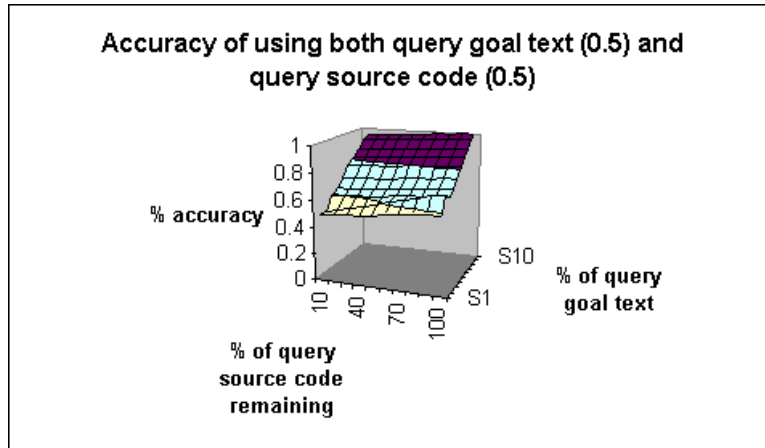 Accuracy of using both query goal text (0.5) and
query source code (0.5)
1
0.8
0.6
0.4
0.2
0
% accuracy
10
40
70
100
S1
S10
% of query
goal text
% of query
source code
remaining